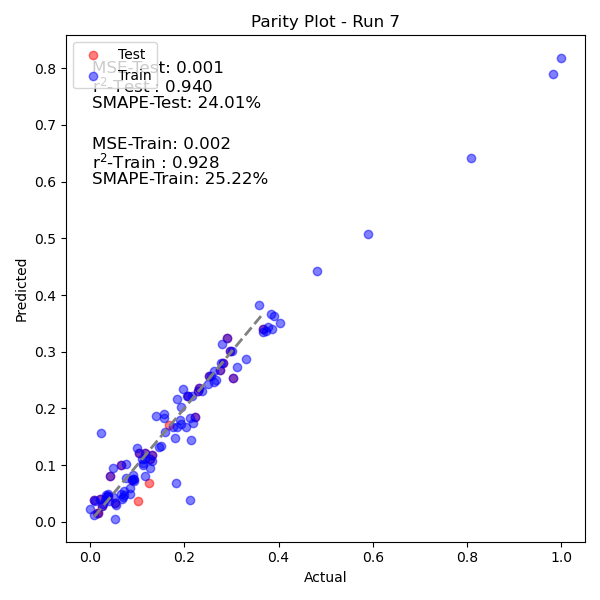 Parity Plot - Run 7
Test
Train
MSE-Test: 0.001
r²-Test : 0.940
SMAPE-Test: 24.01%
MSE-Train: 0.002
r²-Train : 0.928
SMAPE-Train: 25.22%
0.8
0.7
0.6
0.5
0.4
0.3
0.2
0.1
0.0
Predicted
0.0 0.2 0.4 0.6 0.8 1.0
Actual